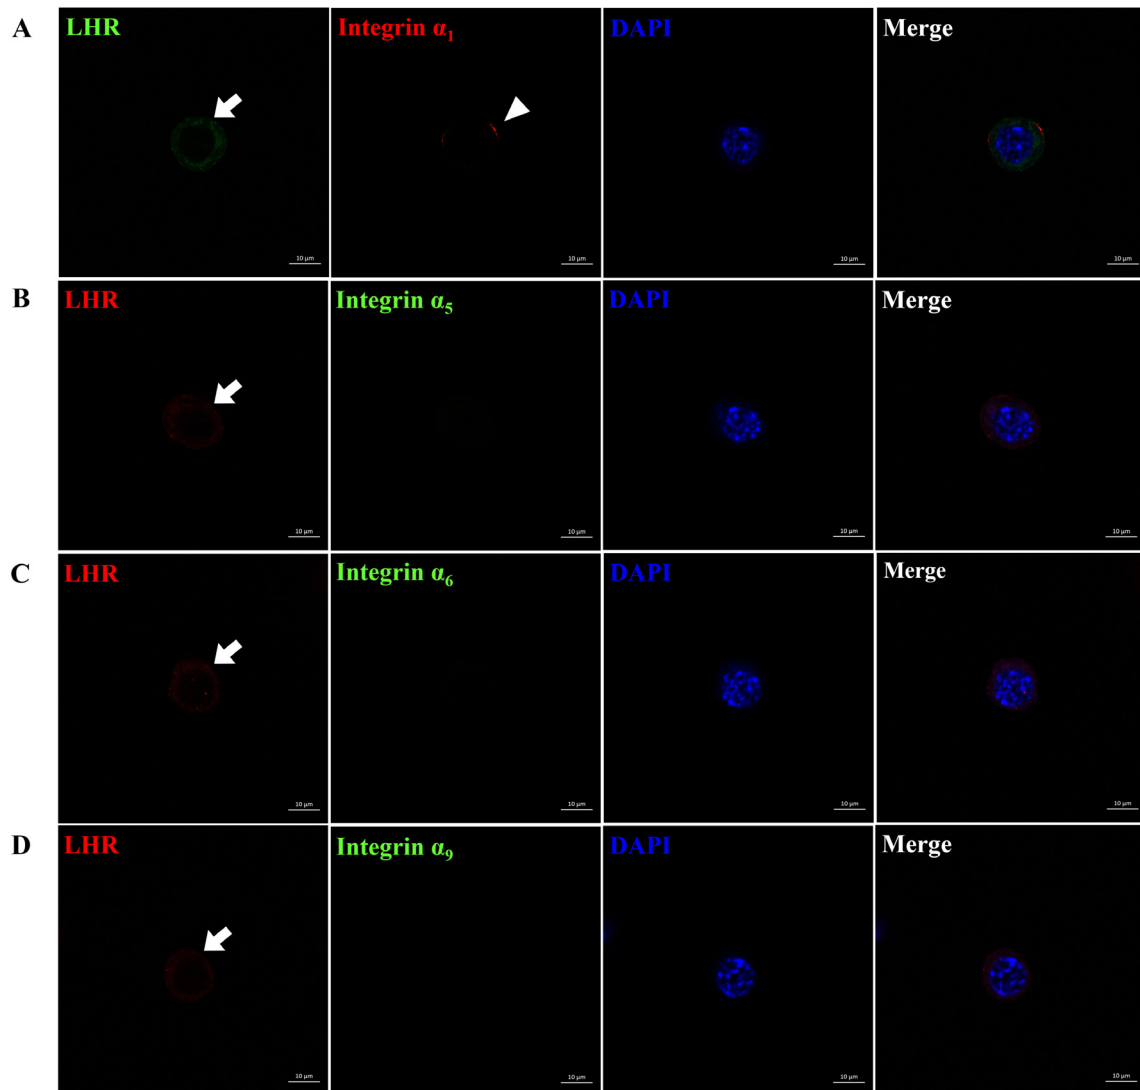 A LHR Integrin α₁ DAPI Merge
10 μm 10 μm 10 μm 10 μm
B LHR Integrin α₅ DAPI Merge
10 μm 10 μm 10 μm 10 μm
C LHR Integrin α₆ DAPI Merge
10 μm 10 μm 10 μm 10 μm
D LHR Integrin α₉ DAPI Merge
10 μm 10 μm 10 μm 10 μm